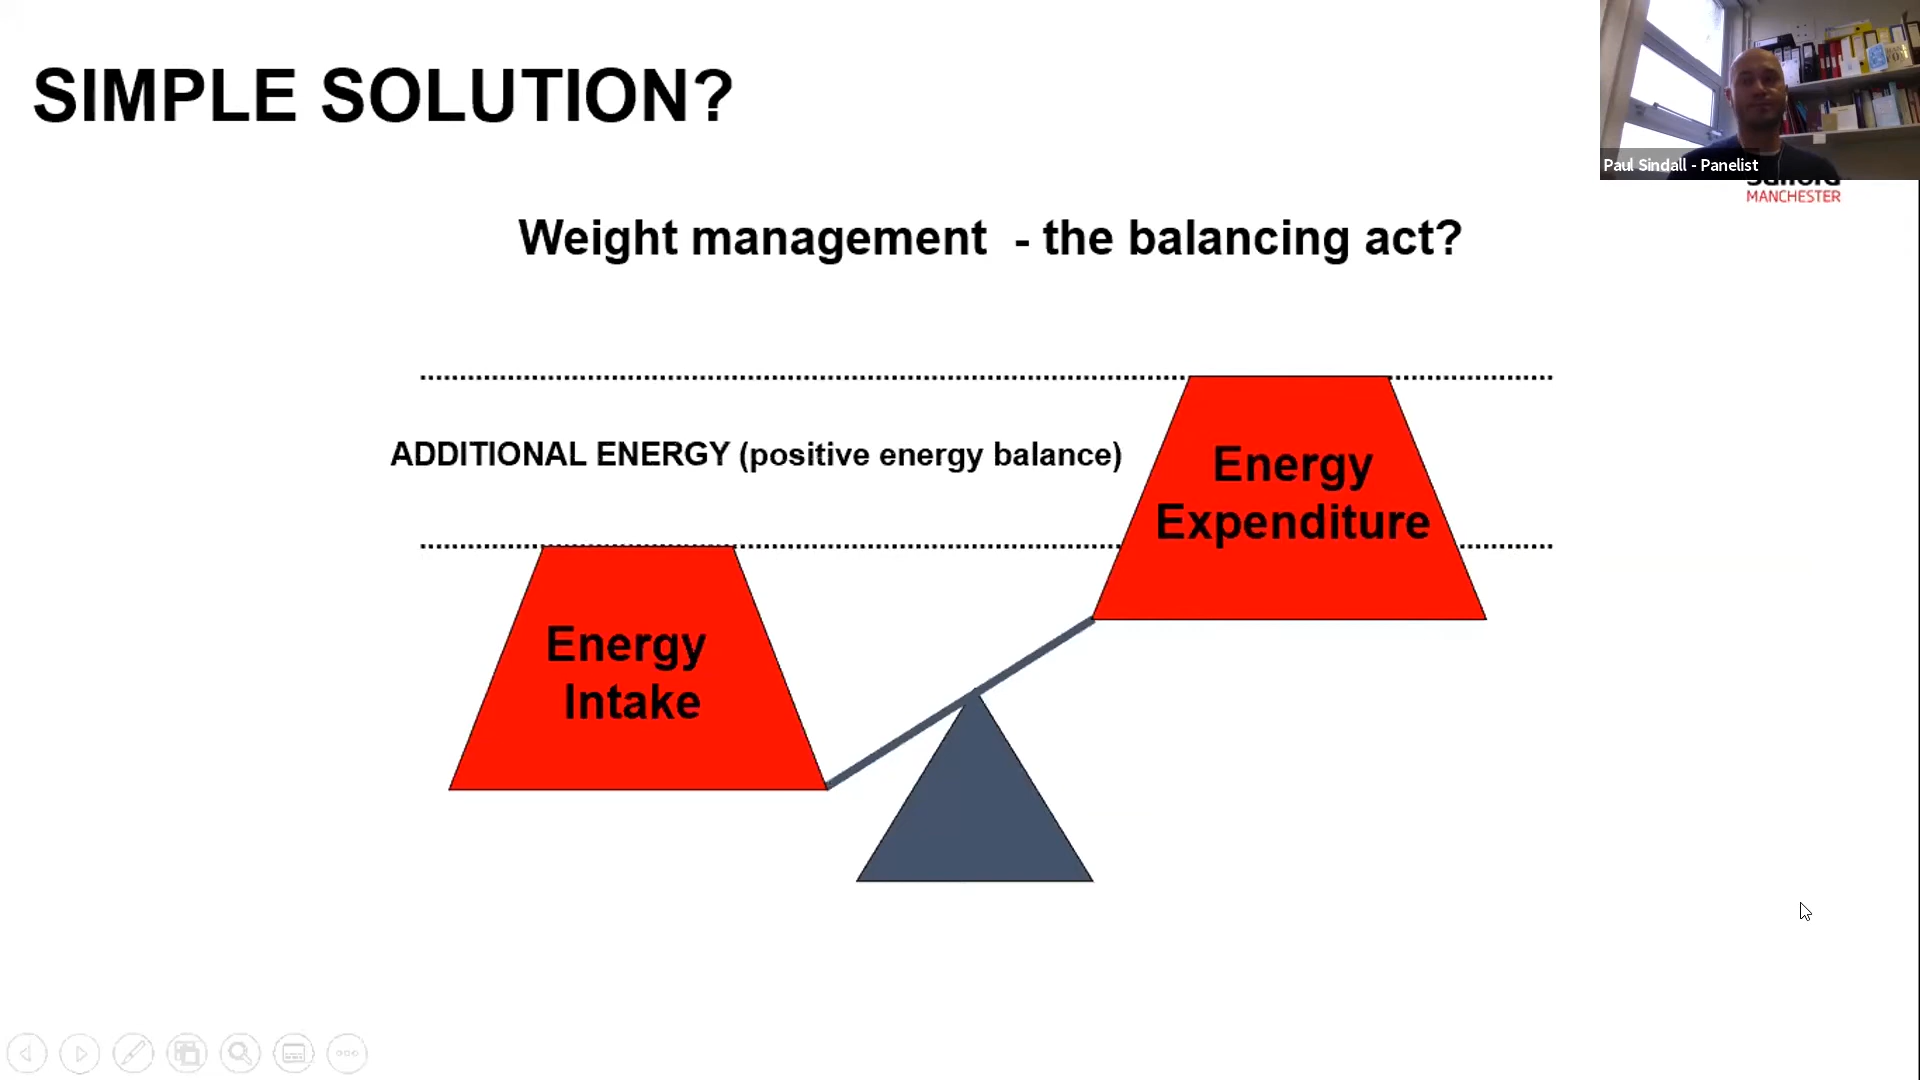 SIMPLE SOLUTION?
Paul Sindall - Panelist
MANCHESTER
Weight management - the balancing act?
ADDITIONAL ENERGY (positive energy balance)
Energy
Expenditure
Energy
Intake